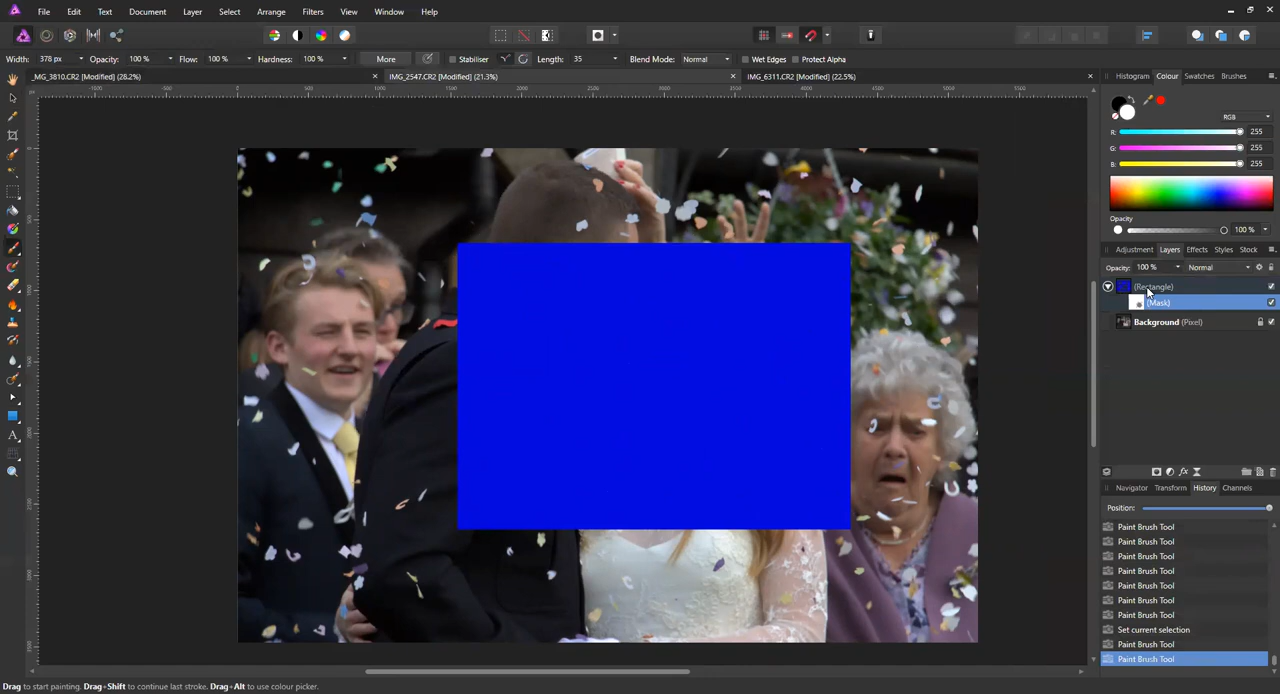 File Edit Text Document Layer Select Arrange Filters View Window Help
Width: 378 px Opacity: 100 % Flow: 100 % Hardness: 100 % More Stabiliser Length: 35 Blend Mode: Normal Wet Edges Protect Alpha
_MG_3810.CR2 [Modified] (28.2%) IMG_2547.CR2 [Modified] (21.3%) IMG_6311.CR2 [Modified] (22.5%)
Histogram Colour Swatches Brushes
RGB
R: 255
G: 255
B: 255
Opacity
100 %
Adjustment Layers Effects Styles Stock
Opacity: 100 % Normal
(Rectangle)
(Mask)
Background (Pixel)
Navigator Transform History Channels
Position:
Paint Brush Tool
Paint Brush Tool
Paint Brush Tool
Paint Brush Tool
Paint Brush Tool
Paint Brush Tool
Paint Brush Tool
Set current selection
Paint Brush Tool
Paint Brush Tool
Drag to start painting. Drag+Shift to continue last stroke. Drag+Alt to use colour picker.